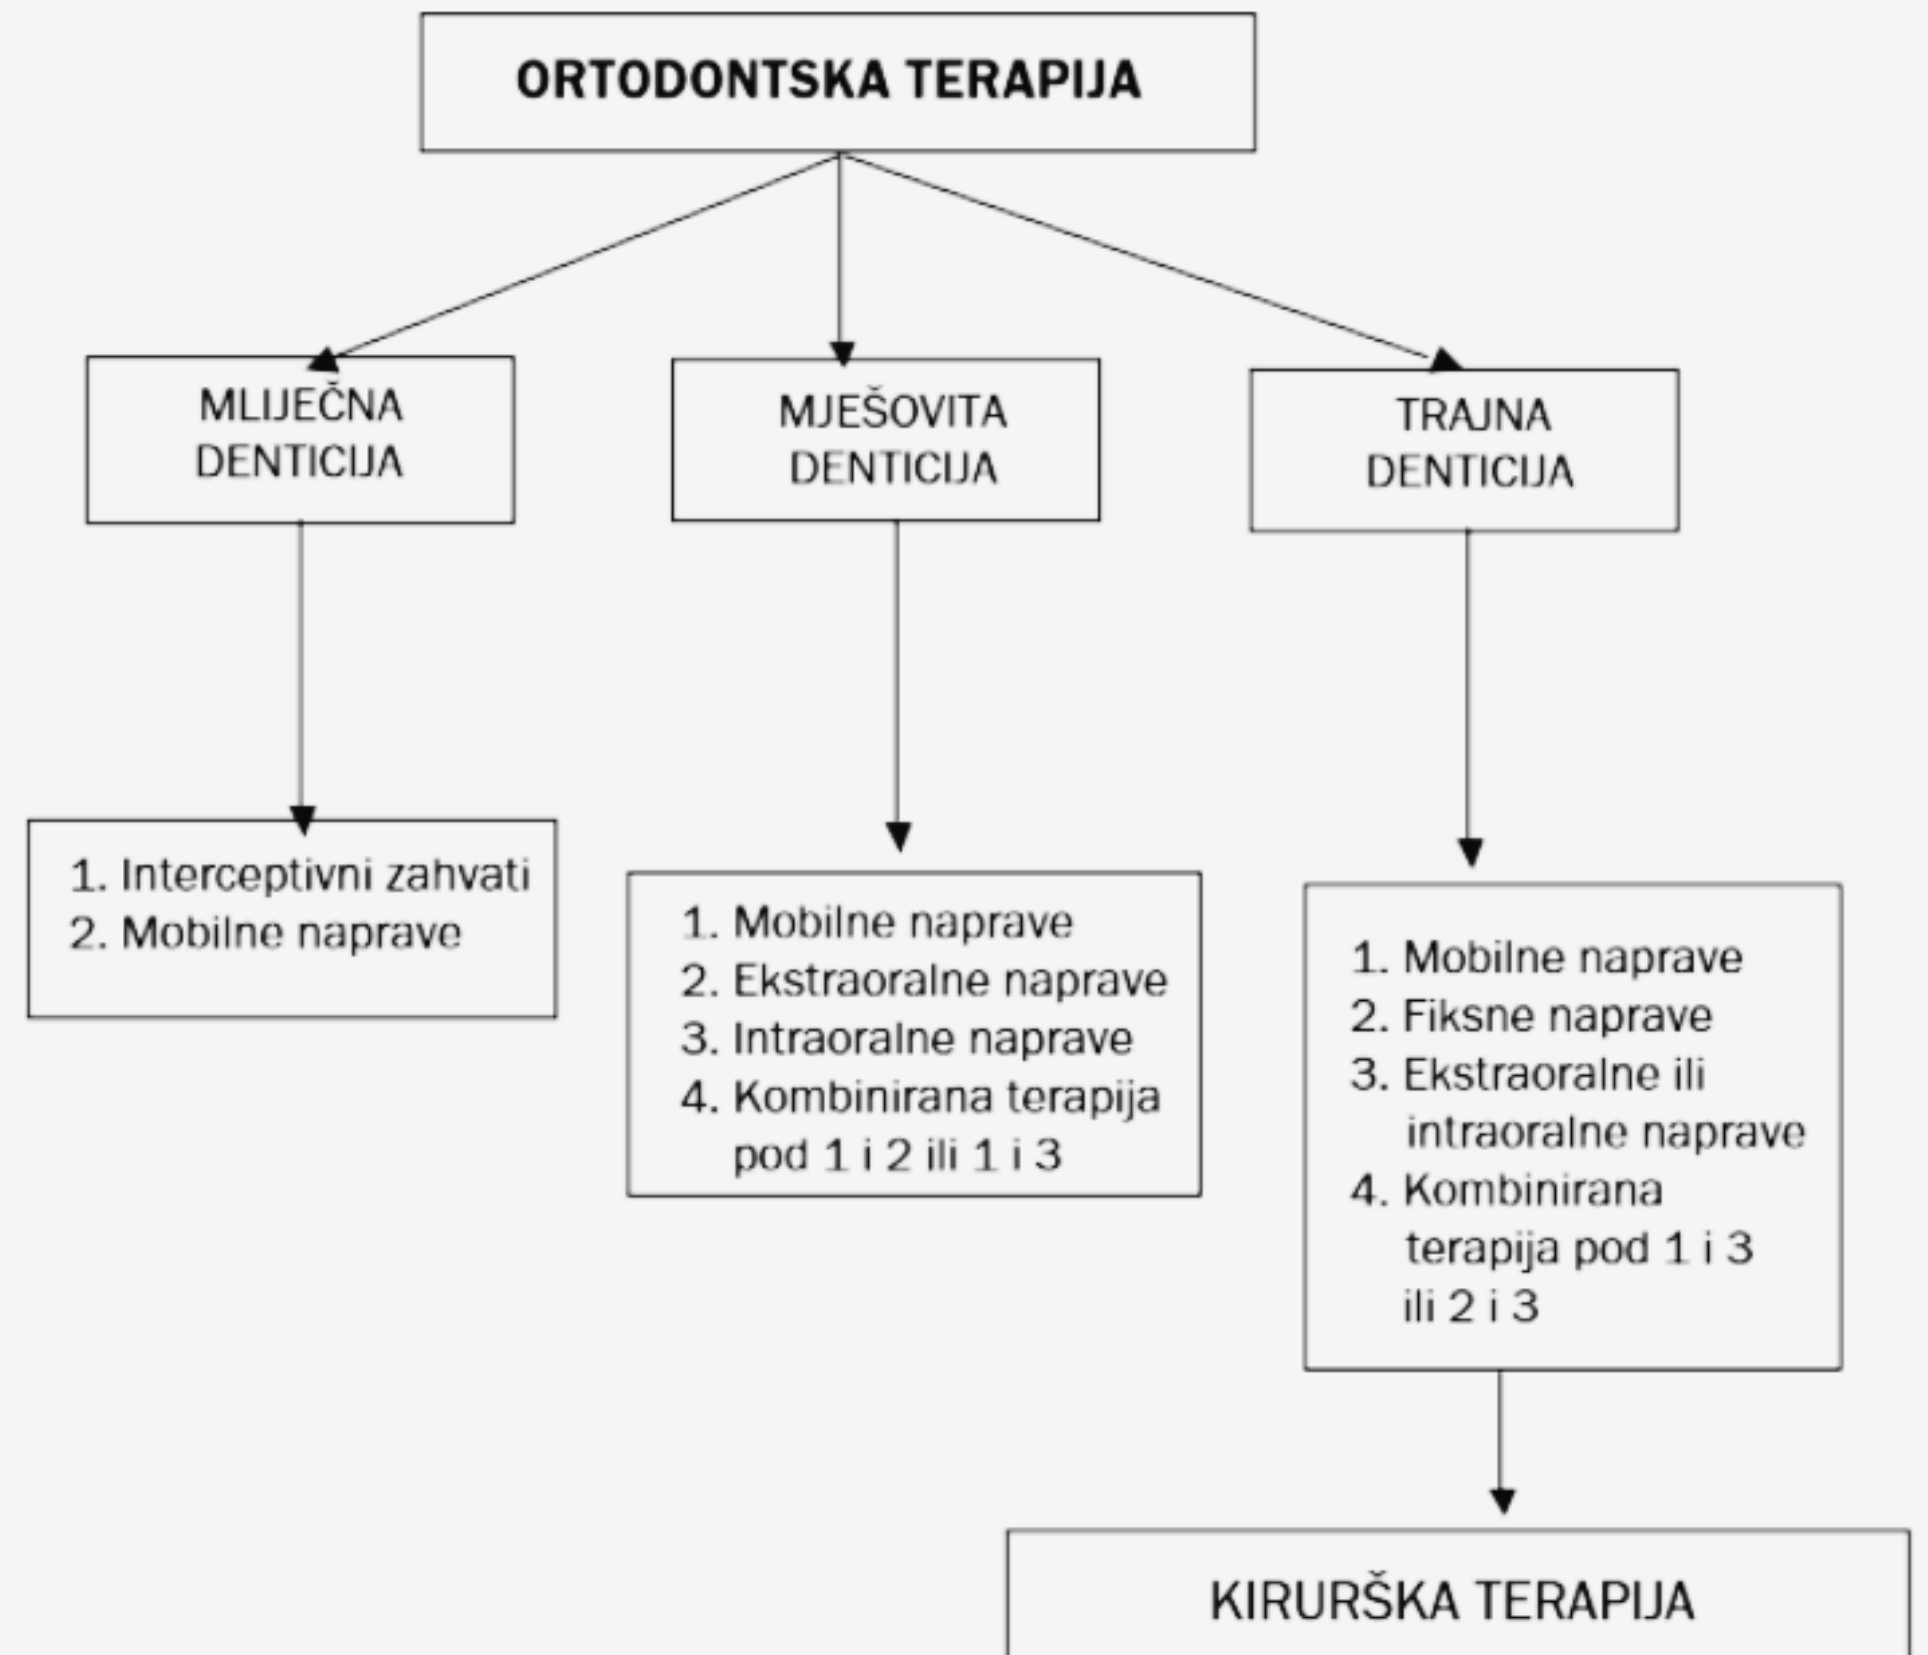 ORTODONTSKA TERAPIJA
MLIJEČNA
DENTICIJA
MJEŠOVITA
DENTICIJA
TRAJNA
DENTICIJA
1. Interceptivni zahvati
2. Mobilne naprave
1. Mobilne naprave
2. Ekstraoralne naprave
3. Intraoralne naprave
4. Kombinirana terapija
pod 1 i 2 ili 1 i 3
1. Mobilne naprave
2. Fiksne naprave
3. Ekstraoralne ili
intraoralne naprave
4. Kombinirana
terapija pod 1 i 3
ili 2 i 3
KIRURŠKA TERAPIJA